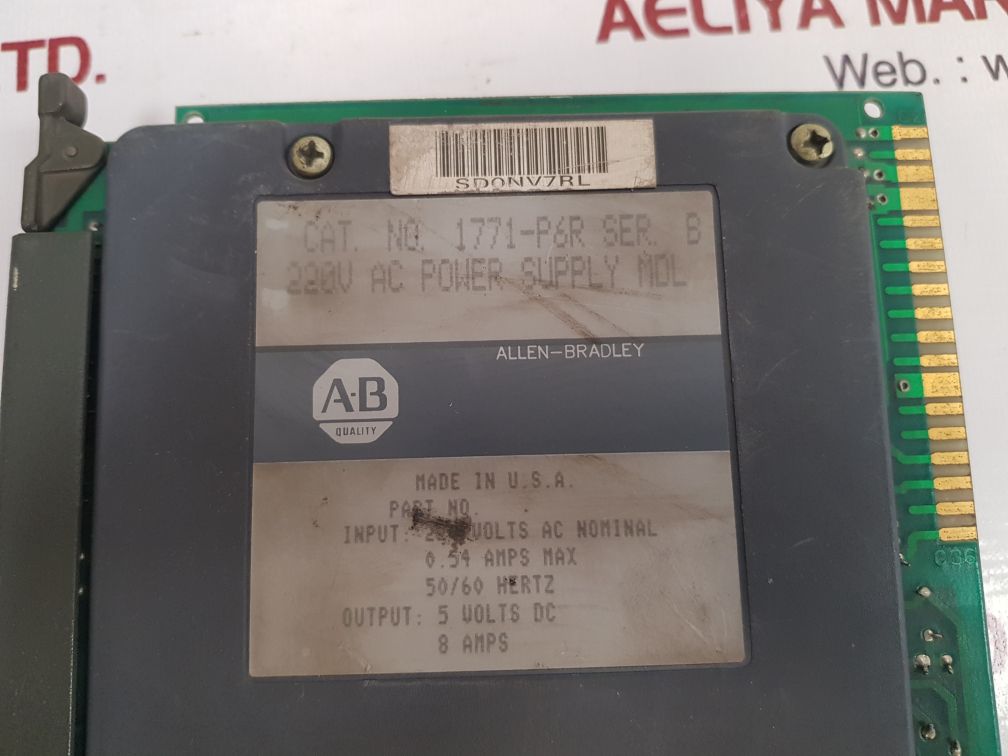 TD.
AELIYA MAR
Web. : w
SD0NV7RL
CAT. NO. 1771-P6R SER. B
220V AC POWER SUPPLY MDL
ALLEN-BRADLEY
A-B
QUALITY
MADE IN U.S.A.
PART NO.
INPUT: VOLTS AC NOMINAL
0.54 AMPS MAX
50/60 HERTZ
OUTPUT: 5 VOLTS DC
8 AMPS
C36